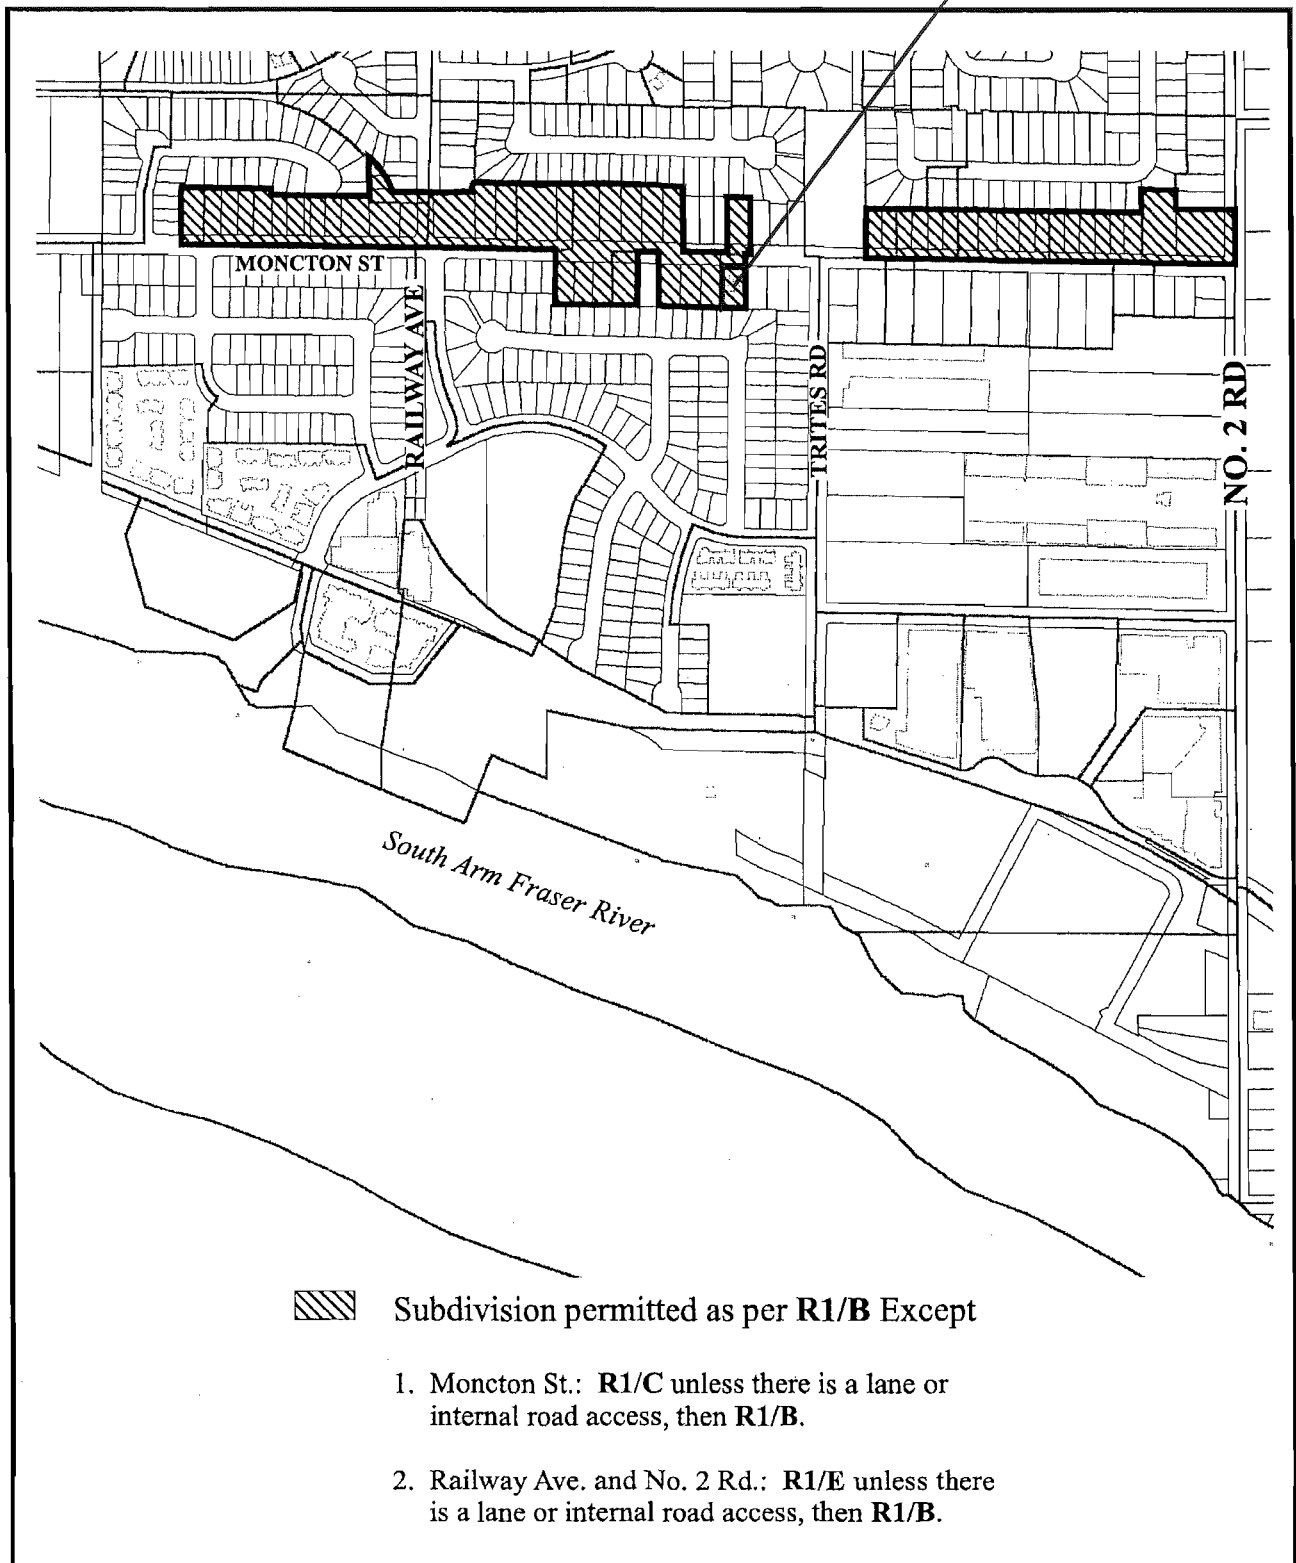 MONCTON ST
RAILWAY AVE
TRITES RD
NO. 2 RD
South Arm Fraser River
Subdivision permitted as per R1/B Except
1. Moncton St.: R1/C unless there is a lane or
internal road access, then R1/B.
2. Railway Ave. and No. 2 Rd.: R1/E unless there
is a lane or internal road access, then R1/B.